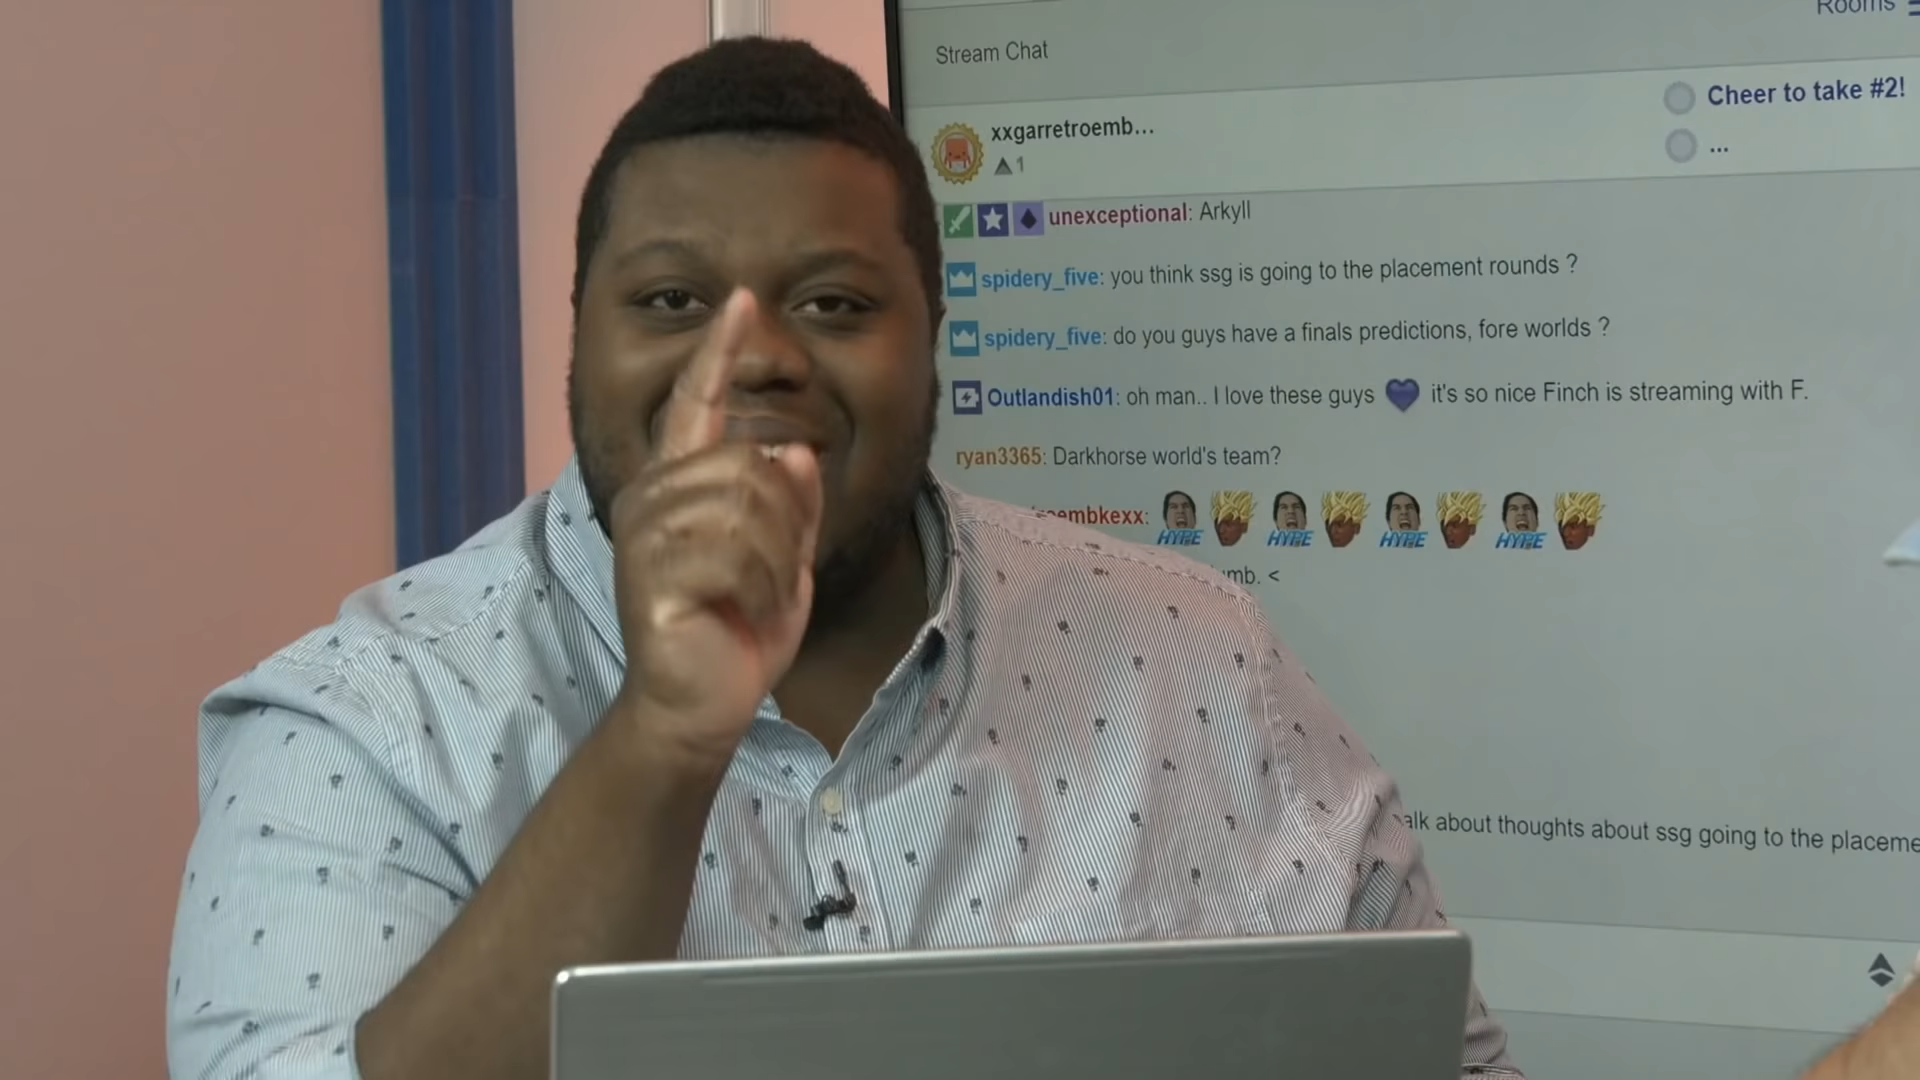 Rooms
Stream Chat
Cheer to take #2!
xxgarretroemb...
1
...
unexceptional: Arkyll
spidery_five: you think ssg is going to the placement rounds ?
spidery_five: do you guys have a finals predictions, fore worlds ?
Outlandish01: oh man.. I love these guys it's so nice Finch is streaming with F.
ryan3365: Darkhorse world's team?
embkexx: HYPE HYPE HYPE HYPE
mb. <
alk about thoughts about ssg going to the placeme